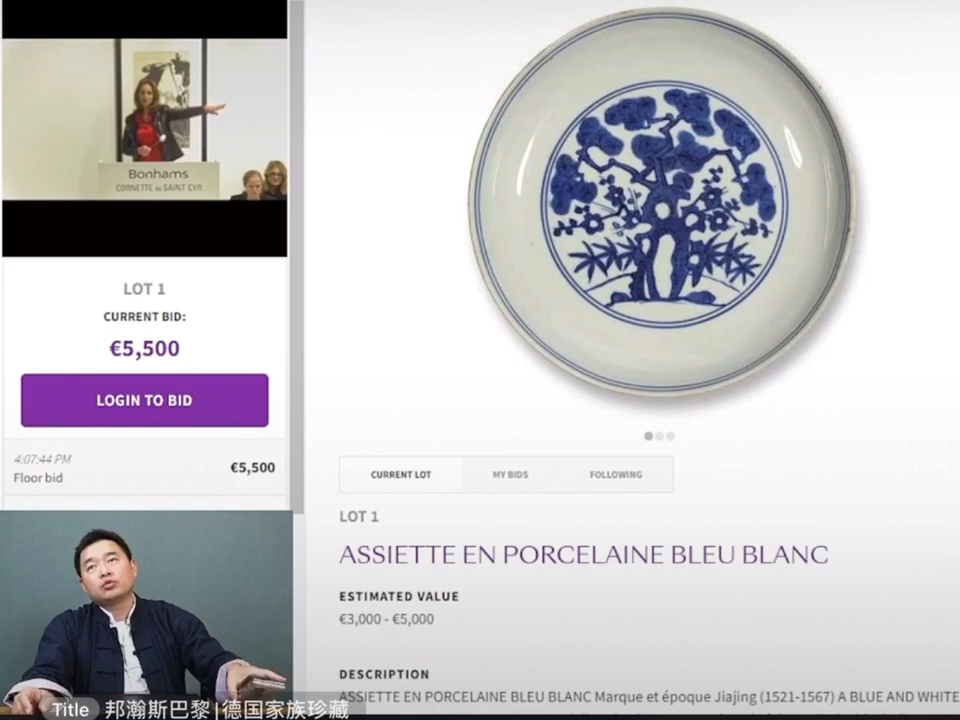 Bonhams
CORNETTE de SAINT CYR
LOT 1
CURRENT BID:
€5,500
LOGIN TO BID
4:07:44 PM
Floor bid
€5,500
CURRENT LOT
MY BIDS
FOLLOWING
LOT 1
ASSIETTE EN PORCELAINE BLEU BLANC
ESTIMATED VALUE
€3,000 - €5,000
DESCRIPTION
ASSIETTE EN PORCELAINE BLEU BLANC Marque et époque Jiajing (1521-1567) A BLUE AND WHITE
Title 邦瀚斯巴黎|德国家族珍藏